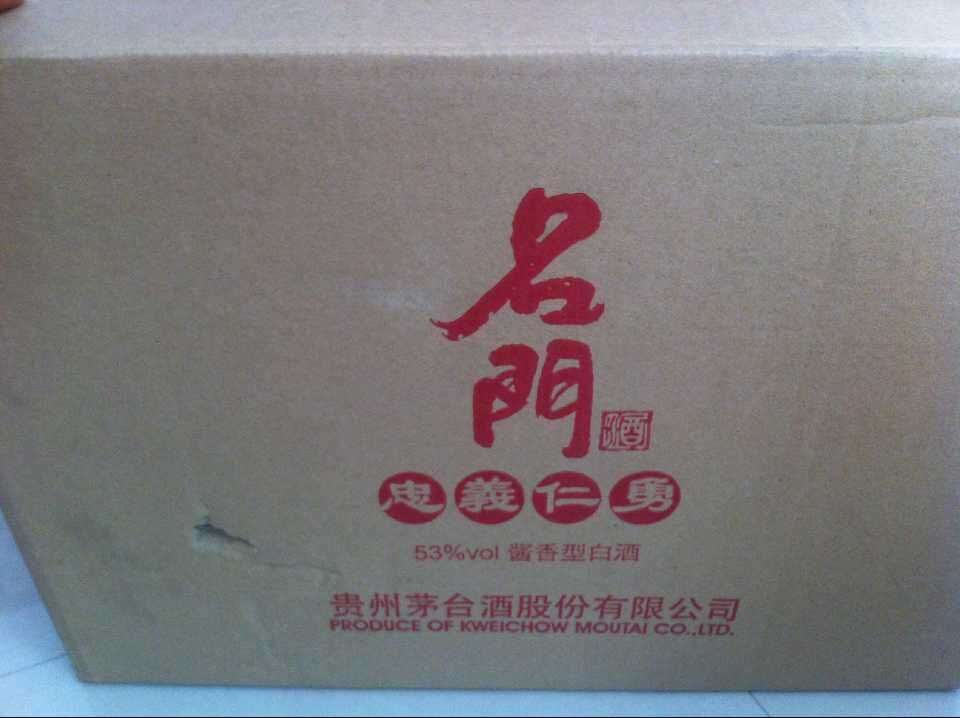 名
門
酒
忠義仁勇
53%vol 酱香型白酒
贵州茅台酒股份有限公司
PRODUCE OF KWEICHOW MOUTAI CO.,LTD.